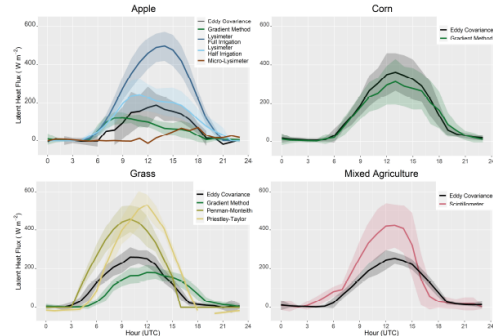 Apple
Latent Heat Flux ( W m-2)
600
400
200
0
0 3 6 9 12 15 18 21 24
Eddy Covariance
Gradient Method
Lysimeter
Full Irrigation
Lysimeter
Half Irrigation
Micro-Lysimeter
Corn
0 3 6 9 12 15 18 21 24
Eddy Covariance
Gradient Method
Grass
Latent Heat Flux ( W m-2)
600
400
200
0
0 3 6 9 12 15 18 21 24
Hour (UTC)
Eddy Covariance
Gradient Method
Penman-Monteith
Priestley-Taylor
Mixed Agriculture
600
400
200
0
0 3 6 9 12 15 18 21 24
Hour (UTC)
Eddy Covariance
Scintillometer